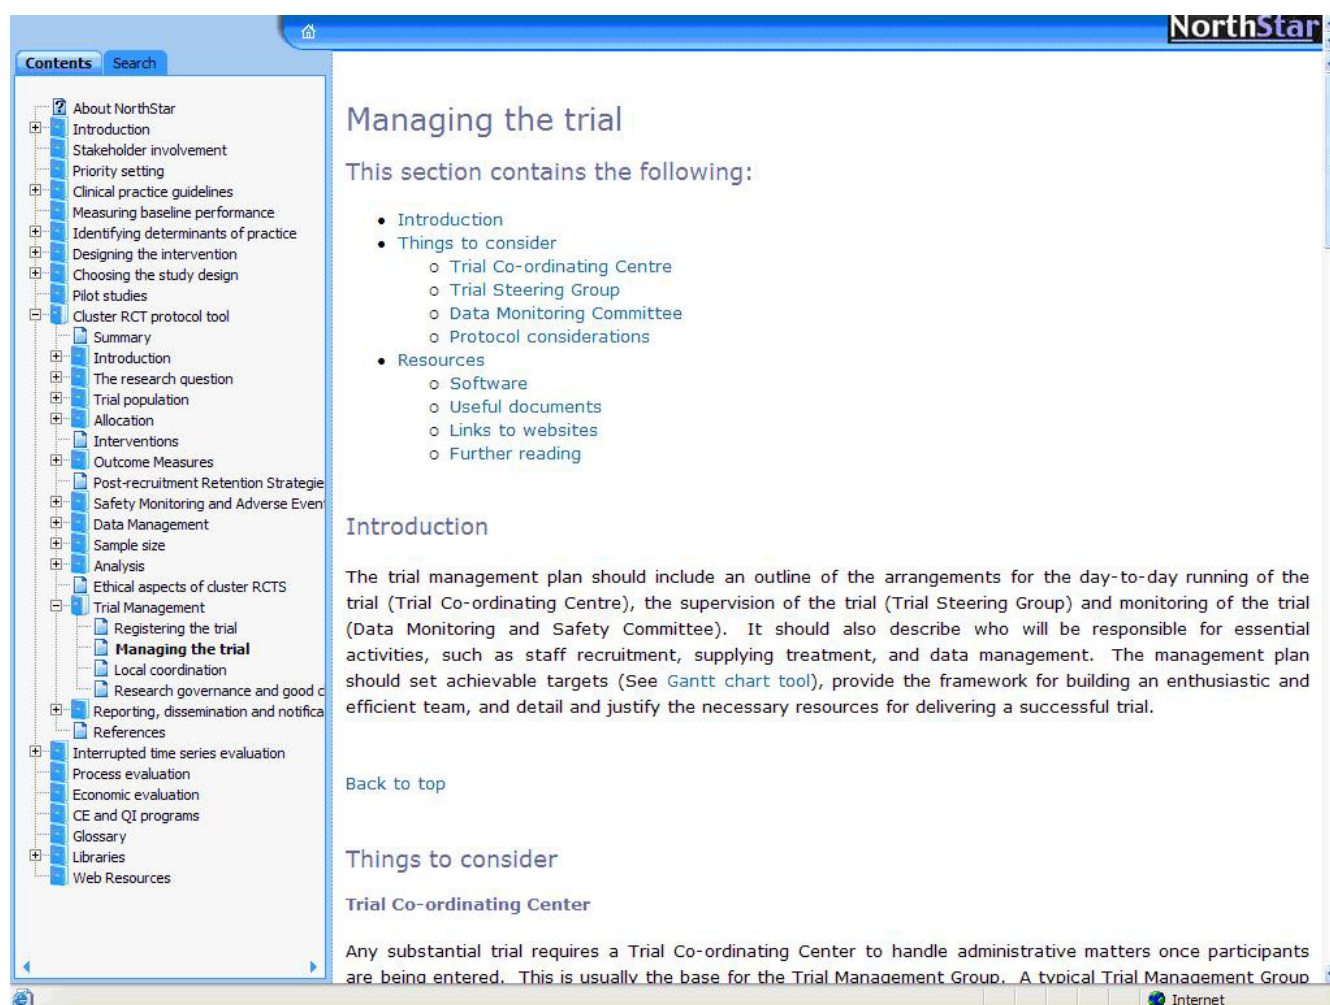 NorthStar
Contents Search
About NorthStar
Introduction
Stakeholder involvement
Priority setting
Clinical practice guidelines
Measuring baseline performance
Identifying determinants of practice
Designing the intervention
Choosing the study design
Pilot studies
Cluster RCT protocol tool
Summary
Introduction
The research question
Trial population
Allocation
Interventions
Outcome Measures
Post-recruitment Retention Strategie
Safety Monitoring and Adverse Even
Data Management
Sample size
Analysis
Ethical aspects of cluster RCTS
Trial Management
Registering the trial
Managing the trial
Local coordination
Research governance and good c
Reporting, dissemination and notifica
References
Interrupted time series evaluation
Process evaluation
Economic evaluation
CE and QI programs
Glossary
Libraries
Web Resources
Managing the trial
This section contains the following:
• Introduction
• Things to consider
o Trial Co-ordinating Centre
o Trial Steering Group
o Data Monitoring Committee
o Protocol considerations
• Resources
o Software
o Useful documents
o Links to websites
o Further reading
Introduction
The trial management plan should include an outline of the arrangements for the day-to-day running of the
trial (Trial Co-ordinating Centre), the supervision of the trial (Trial Steering Group) and monitoring of the trial
(Data Monitoring and Safety Committee). It should also describe who will be responsible for essential
activities, such as staff recruitment, supplying treatment, and data management. The management plan
should set achievable targets (See Gantt chart tool), provide the framework for building an enthusiastic and
efficient team, and detail and justify the necessary resources for delivering a successful trial.
Back to top
Things to consider
Trial Co-ordinating Center
Any substantial trial requires a Trial Co-ordinating Center to handle administrative matters once participants
are being entered. This is usually the base for the Trial Management Group. A typical Trial Management Group
Internet